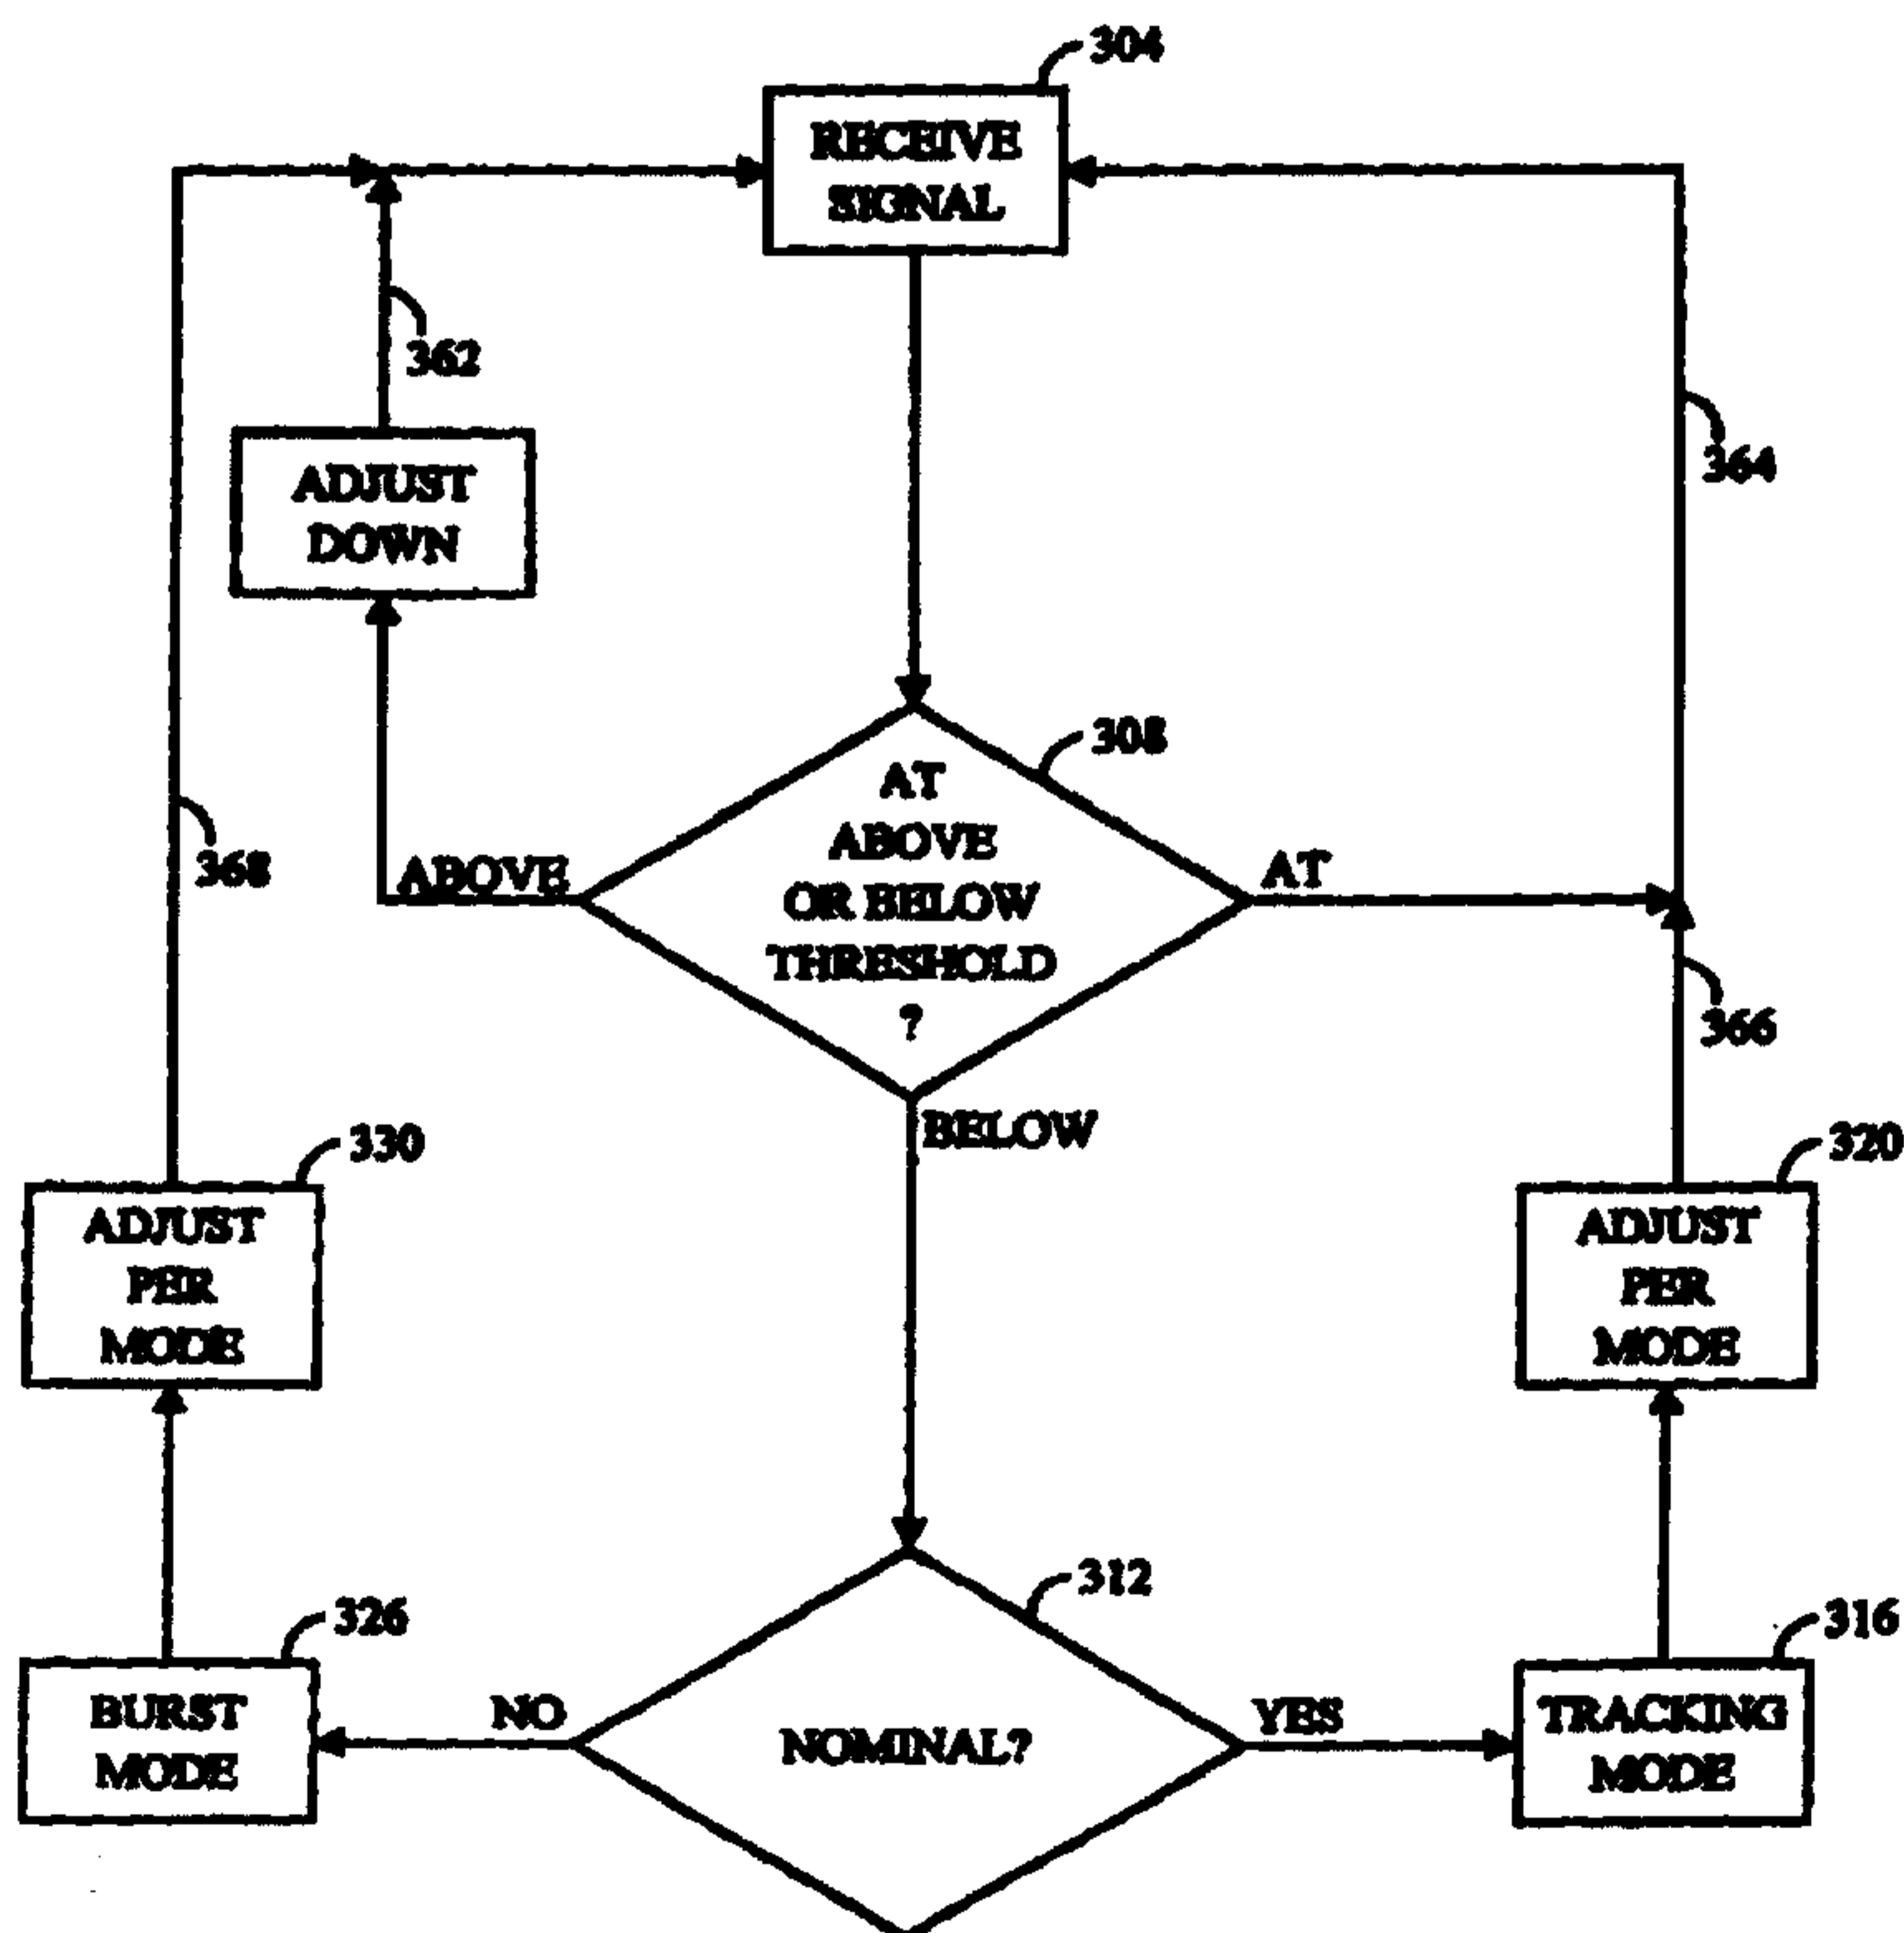 304
RECEIVE
SIGNAL
362
364
ADJUST
DOWN
308
AT
ABOVE
OR BELOW
THRESHOLD
?
ABOVE
AT
368
366
BELOW
330
320
ADJUST
PER
MODE
ADJUST
PER
MODE
312
326
316
BURST
MODE
NO
NOMINAL?
YES
TRACKING
MODE